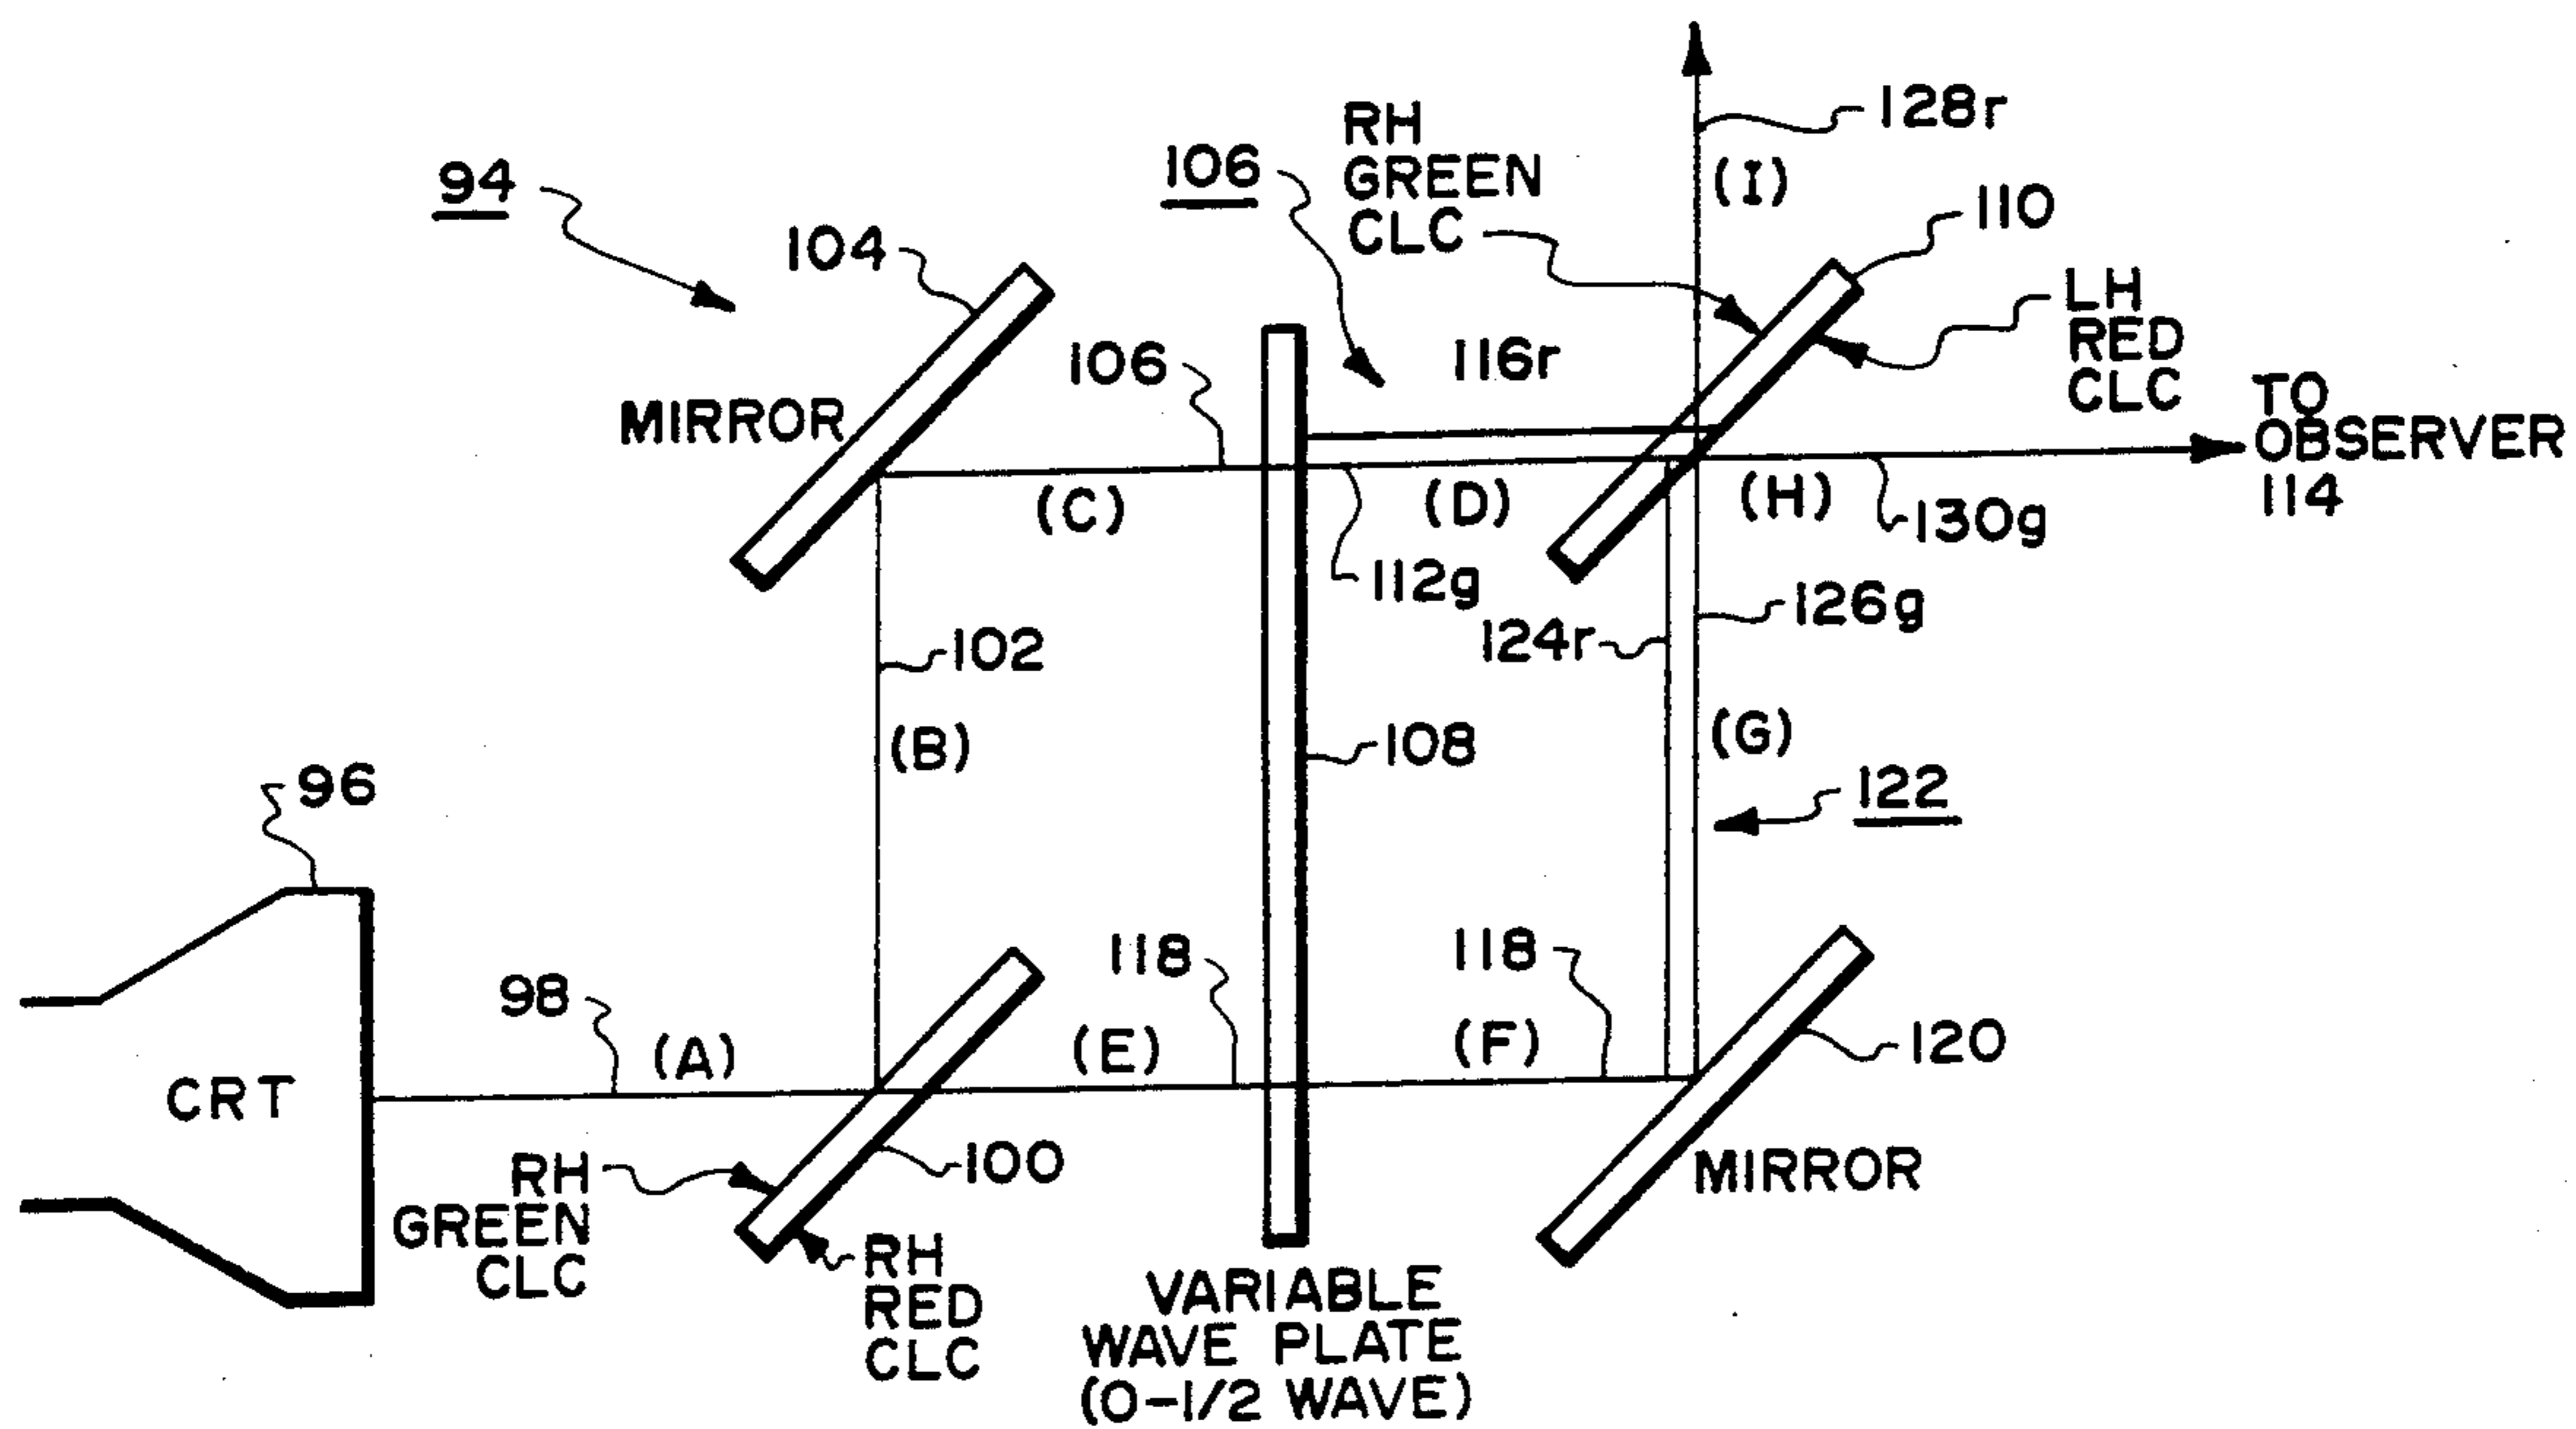 94
104
MIRROR
106
106
RH
GREEN
CLC
116r
128r
(I)
110
LH
RED
CLC
TO
OBSERVER
114
(C)
(D)
(H)
130g
112g
124r
126g
102
(B)
108
(G)
122
96
CRT
98
(A)
118
(E)
118
(F)
120
MIRROR
100
RH
GREEN
CLC
RH
RED
CLC
VARIABLE
WAVE PLATE
(0-1/2 WAVE)